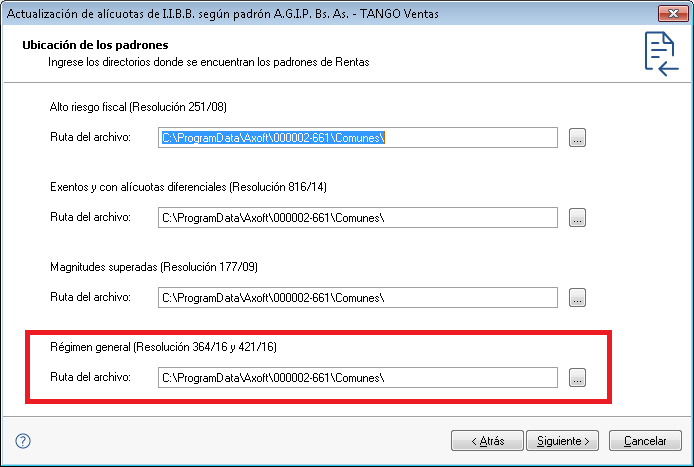 Actualización de alícuotas de I.I.B.B. según padrón A.G.I.P. Bs. As. - TANGO Ventas
Ubicación de los padrones
Ingrese los directorios donde se encuentran los padrones de Rentas
Alto riesgo fiscal (Resolución 251/08)
Ruta del archivo: C:\ProgramData\Axoft\000002-661\Comunes\ ...
Exentos y con alícuotas diferenciales (Resolución 816/14)
Ruta del archivo: C:\ProgramData\Axoft\000002-661\Comunes\ ...
Magnitudes superadas (Resolución 177/09)
Ruta del archivo: C:\ProgramData\Axoft\000002-661\Comunes\ ...
Régimen general (Resolución 364/16 y 421/16)
Ruta del archivo: C:\ProgramData\Axoft\000002-661\Comunes\ ...
? < Atrás Siguiente > Cancelar